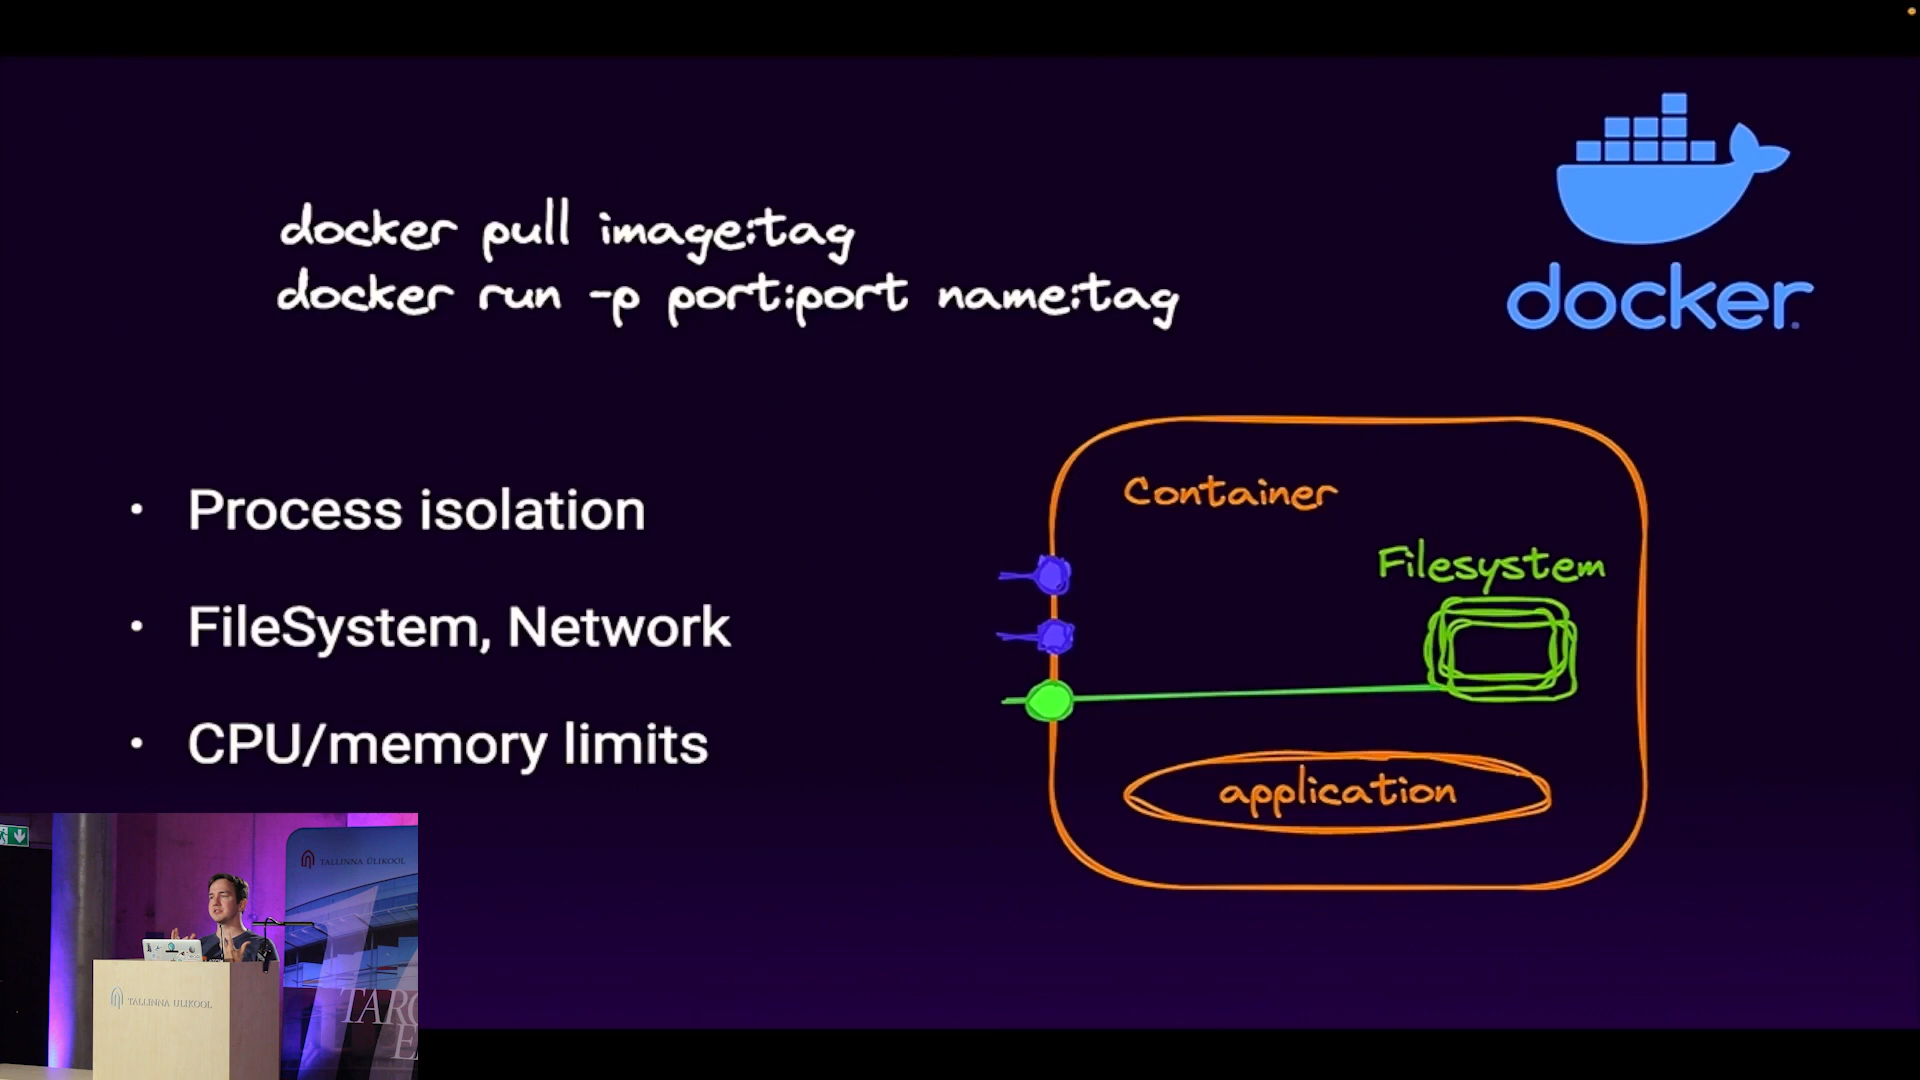 docker pull image:tag
docker run -p port:port name:tag
docker
• Process isolation
• FileSystem, Network
• CPU/memory limits
Container
Filesystem
application
TALLINNA ÜLIKOOL
TALLINNA ÜLIKOOL